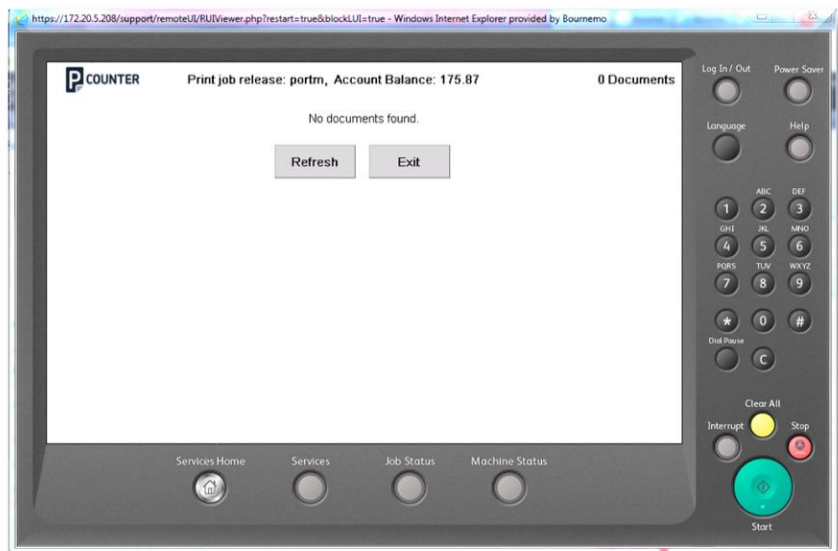 https://172.20.5.208/support/remoteUI/RUIViewer.php?restart=true&blockLUI=true - Windows Internet Explorer provided by Bournemo
PCOUNTER Print job release: portm, Account Balance: 175.87 0 Documents
No documents found.
Refresh Exit
Log In / Out Power Saver
Language Help
ABC DEF
1 2 3
GHI JKL MNO
4 5 6
PQRS TUV WXYZ
7 8 9
* 0 #
Dial Pause
C
Clear All
Interrupt Stop
Services Home Services Job Status Machine Status
Start